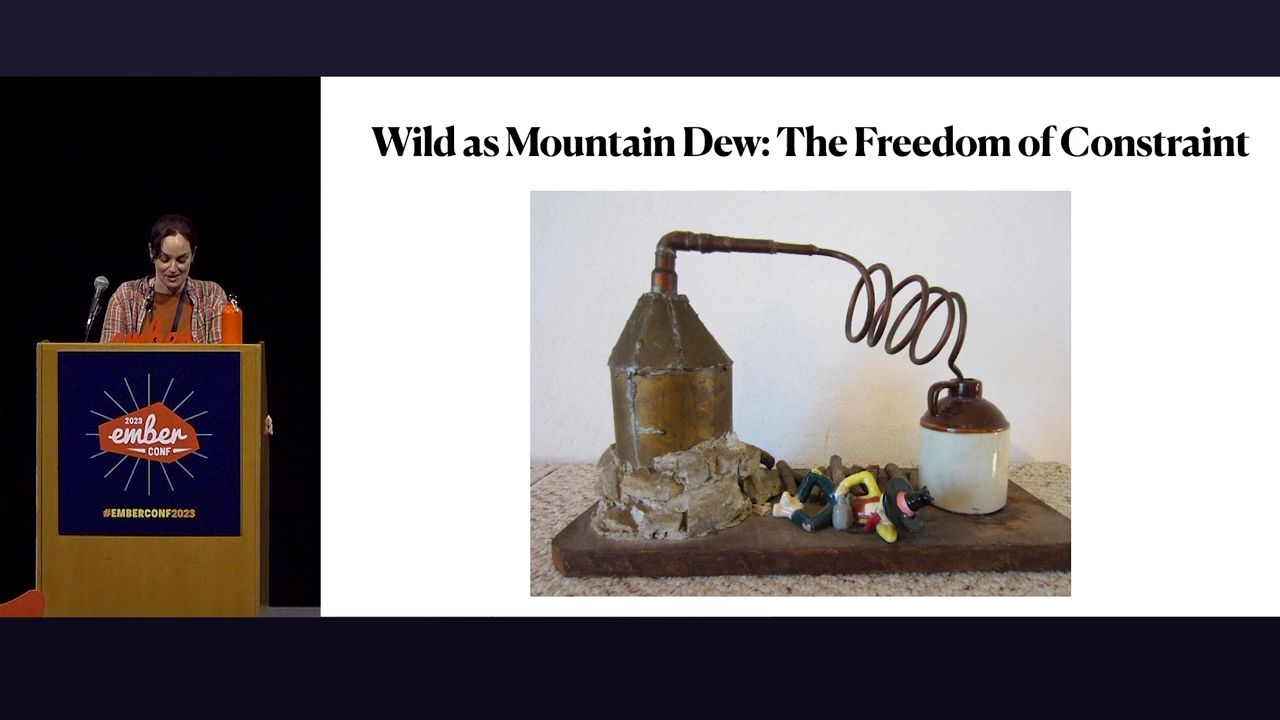 Wild as Mountain Dew: The Freedom of Constraint
2023
ember
CONF
#EMBERCONF2023